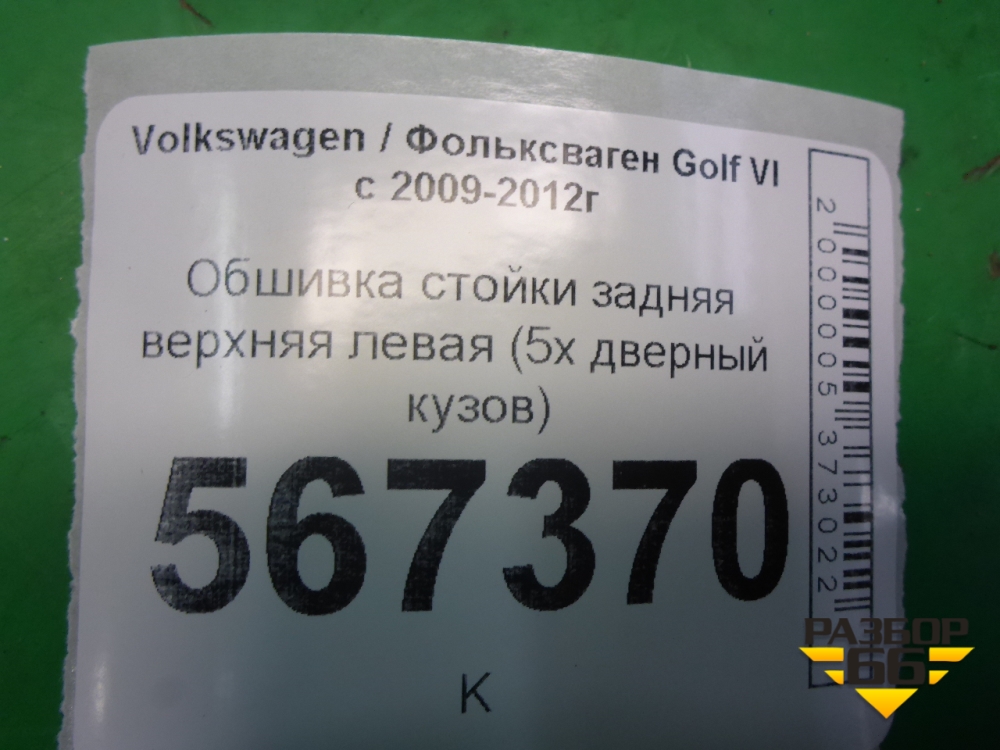 Volkswagen / Фольксваген Golf VI
с 2009-2012г
Обшивка стойки задняя
верхняя левая (5х дверный
кузов)
567370
К
2000005373022
РАЗБОР
66